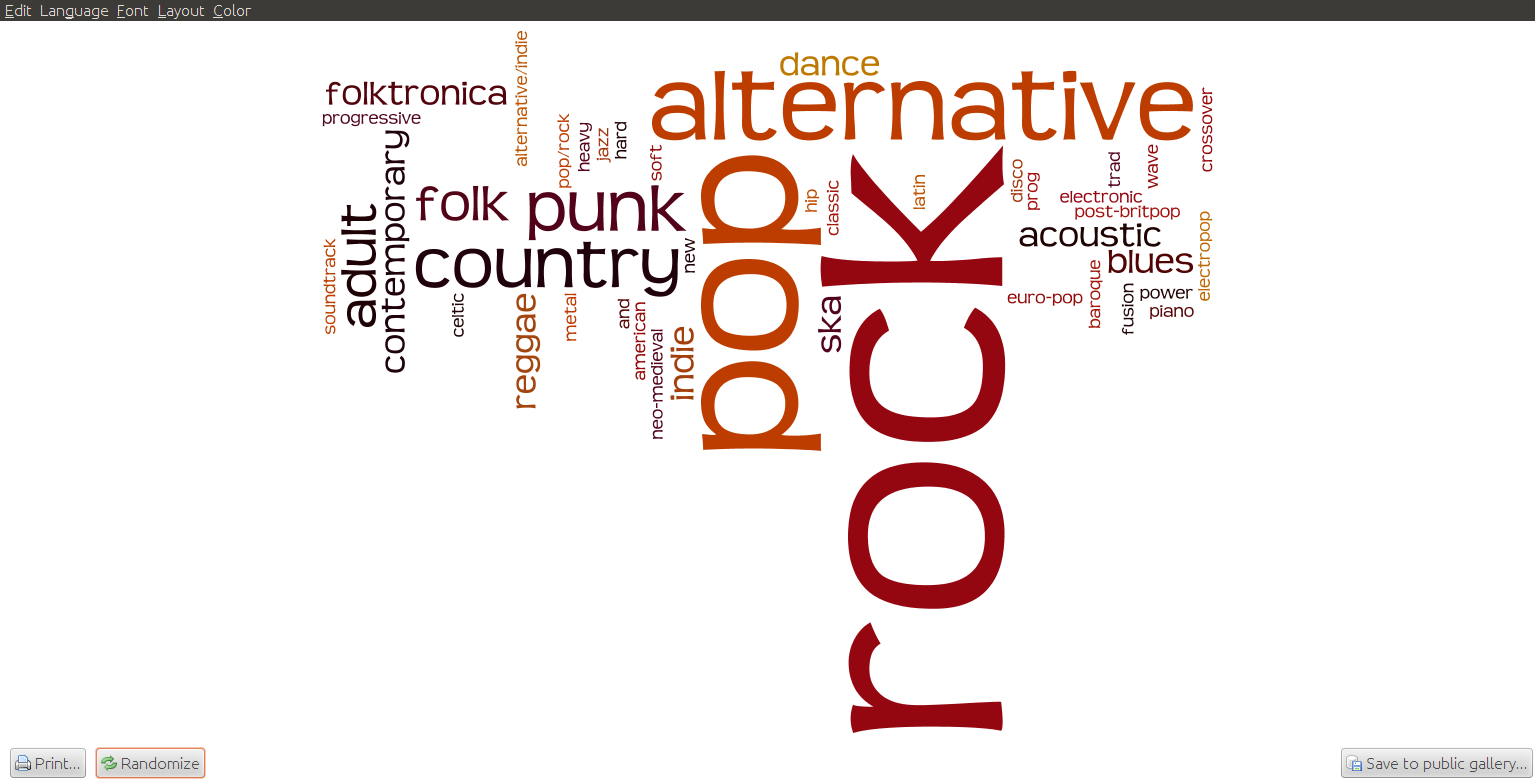 Edit Language Font Layout Color
dance
alternative
folktronica
progressive
alternative/indie
pop/rock
heavy
jazz
hard
soft
crossover
contemporary
adult
soundtrack
folk
punk
country
new
celtic
reggae
metal
and
american
neo-medieval
indie
pop
hip
classic
ska
rock
latin
disco
prog
trad
wave
electronic
post-britpop
acoustic
blues
electropop
euro-pop
baroque
fusion
power
piano
Print...
Randomize
Save to public gallery...